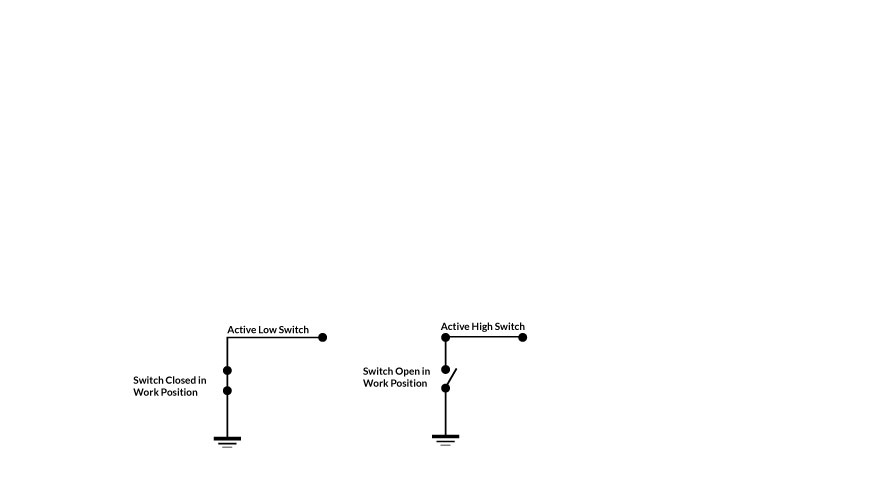 Active Low Switch
Switch Closed in
Work Position
Active High Switch
Switch Open in
Work Position